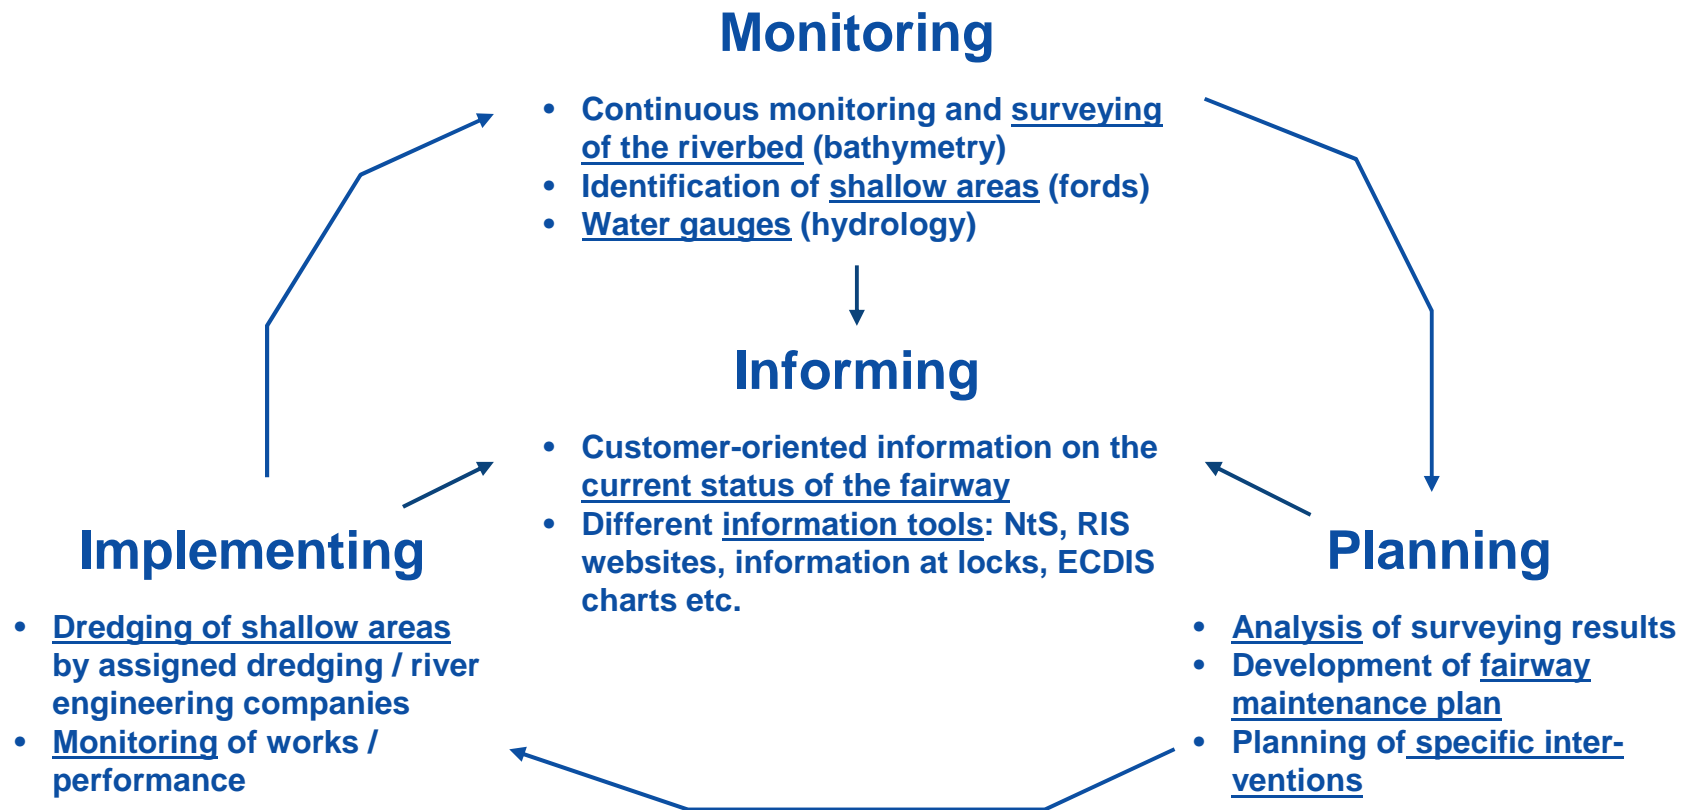 Monitoring
• Continuous monitoring and surveying
of the riverbed (bathymetry)
• Identification of shallow areas (fords)
• Water gauges (hydrology)
Informing
• Customer-oriented information on the
current status of the fairway
• Different information tools: NtS, RIS
websites, information at locks, ECDIS
charts etc.
Implementing
• Dredging of shallow areas
by assigned dredging / river
engineering companies
• Monitoring of works /
performance
Planning
• Analysis of surveying results
• Development of fairway
maintenance plan
• Planning of specific inter-
ventions